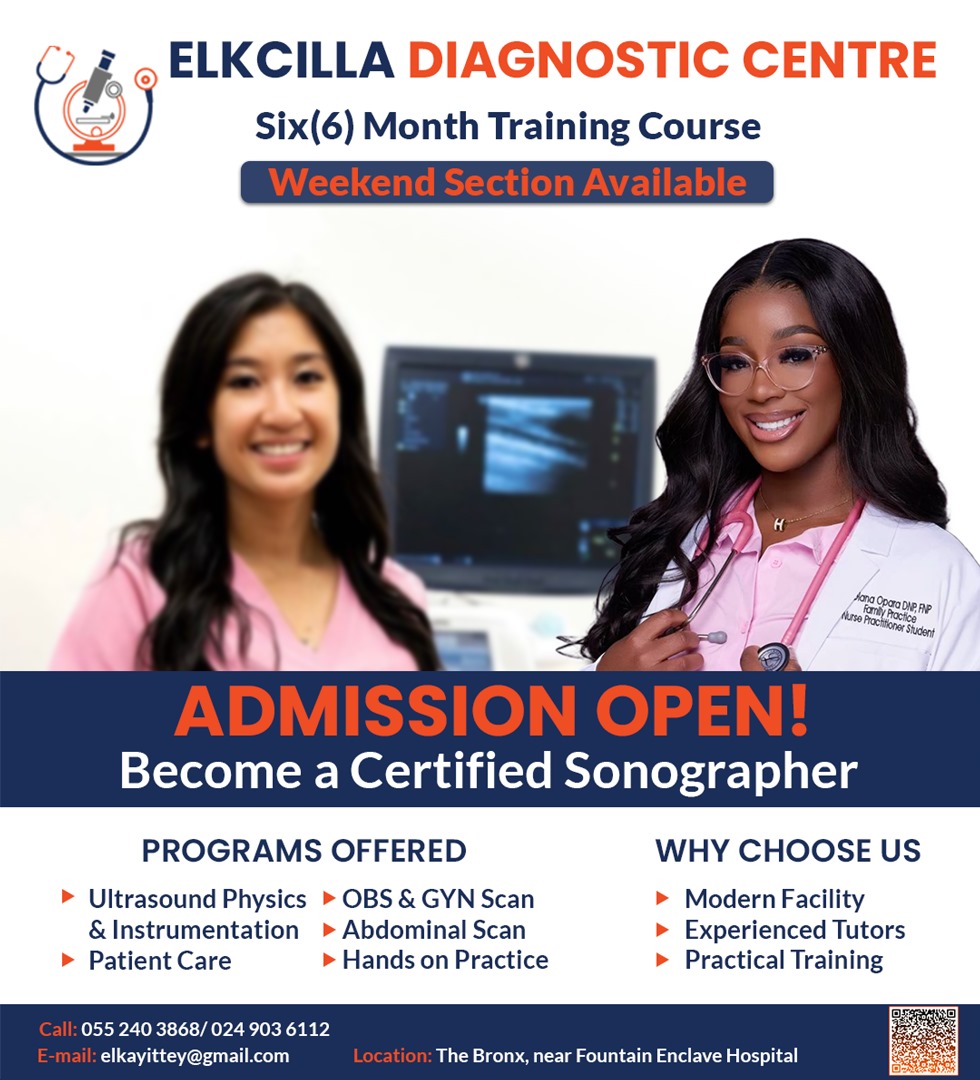 ELKCILLA DIAGNOSTIC CENTRE
Six(6) Month Training Course
Weekend Section Available
Opara DNP, FNP
Family Practice
Nurse Practitioner Student
ADMISSION OPEN!
Become a Certified Sonographer
PROGRAMS OFFERED
Ultrasound Physics
& Instrumentation
Patient Care
OBS & GYN Scan
Abdominal Scan
Hands on Practice
WHY CHOOSE US
Modern Facility
Experienced Tutors
Practical Training
Call: 055 240 3868/ 024 903 6112
E-mail: elkayittey@gmail.com
Location: The Bronx, near Fountain Enclave Hospital